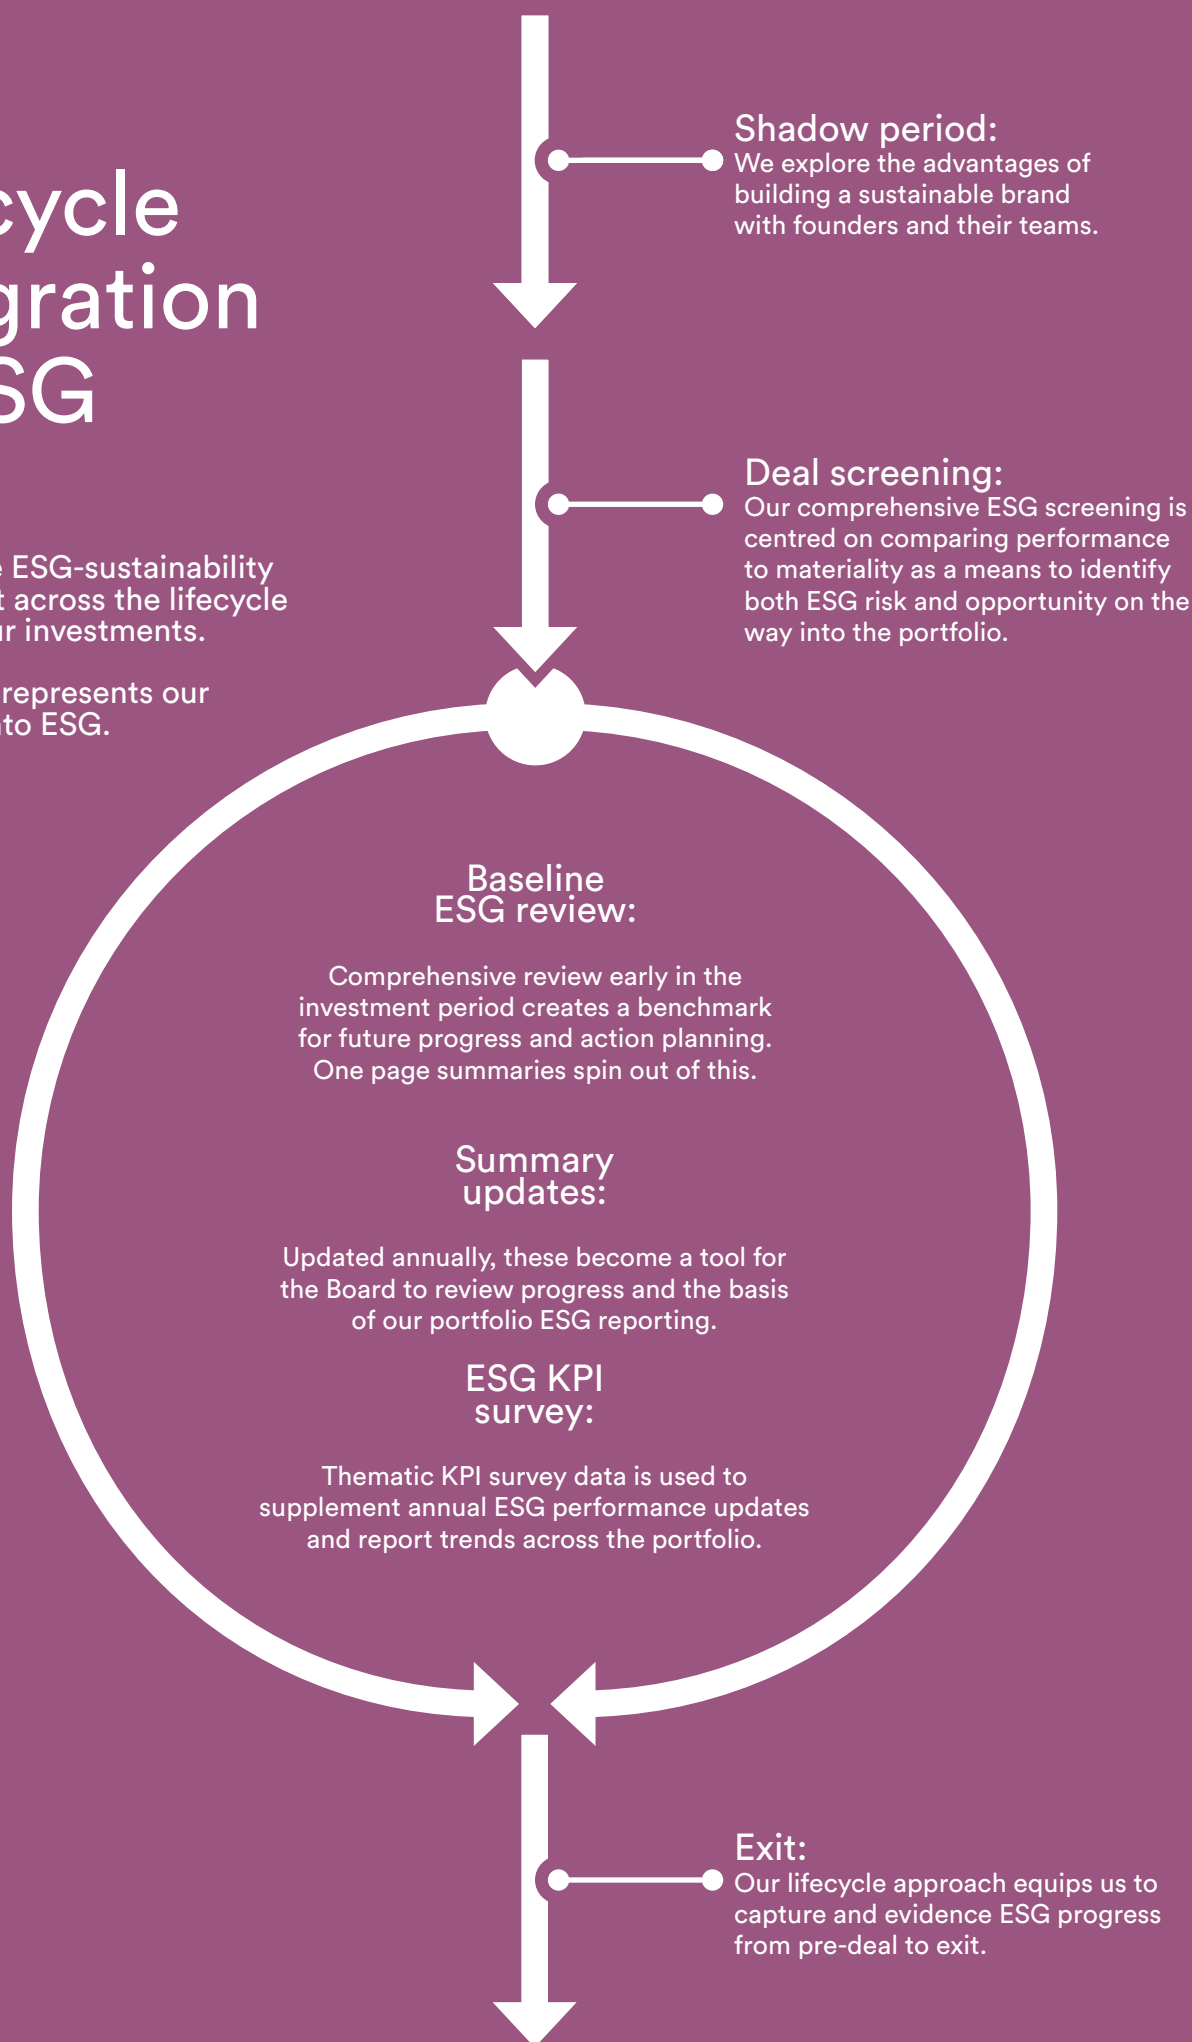 cycle
gration
SG
ESG-sustainability
across the lifecycle
investments.
represents our
ESG.
Shadow period:
We explore the advantages of
building a sustainable brand
with founders and their teams.
Deal screening:
Our comprehensive ESG screening is
centred on comparing performance
to materiality as a means to identify
both ESG risk and opportunity on the
way into the portfolio.
Baseline
ESG review:
Comprehensive review early in the
investment period creates a benchmark
for future progress and action planning.
One page summaries spin out of this.
Summary
updates:
Updated annually, these become a tool for
the Board to review progress and the basis
of our portfolio ESG reporting.
ESG KPI
survey:
Thematic KPI survey data is used to
supplement annual ESG performance updates
and report trends across the portfolio.
Exit:
Our lifecycle approach equips us to
capture and evidence ESG progress
from pre-deal to exit.